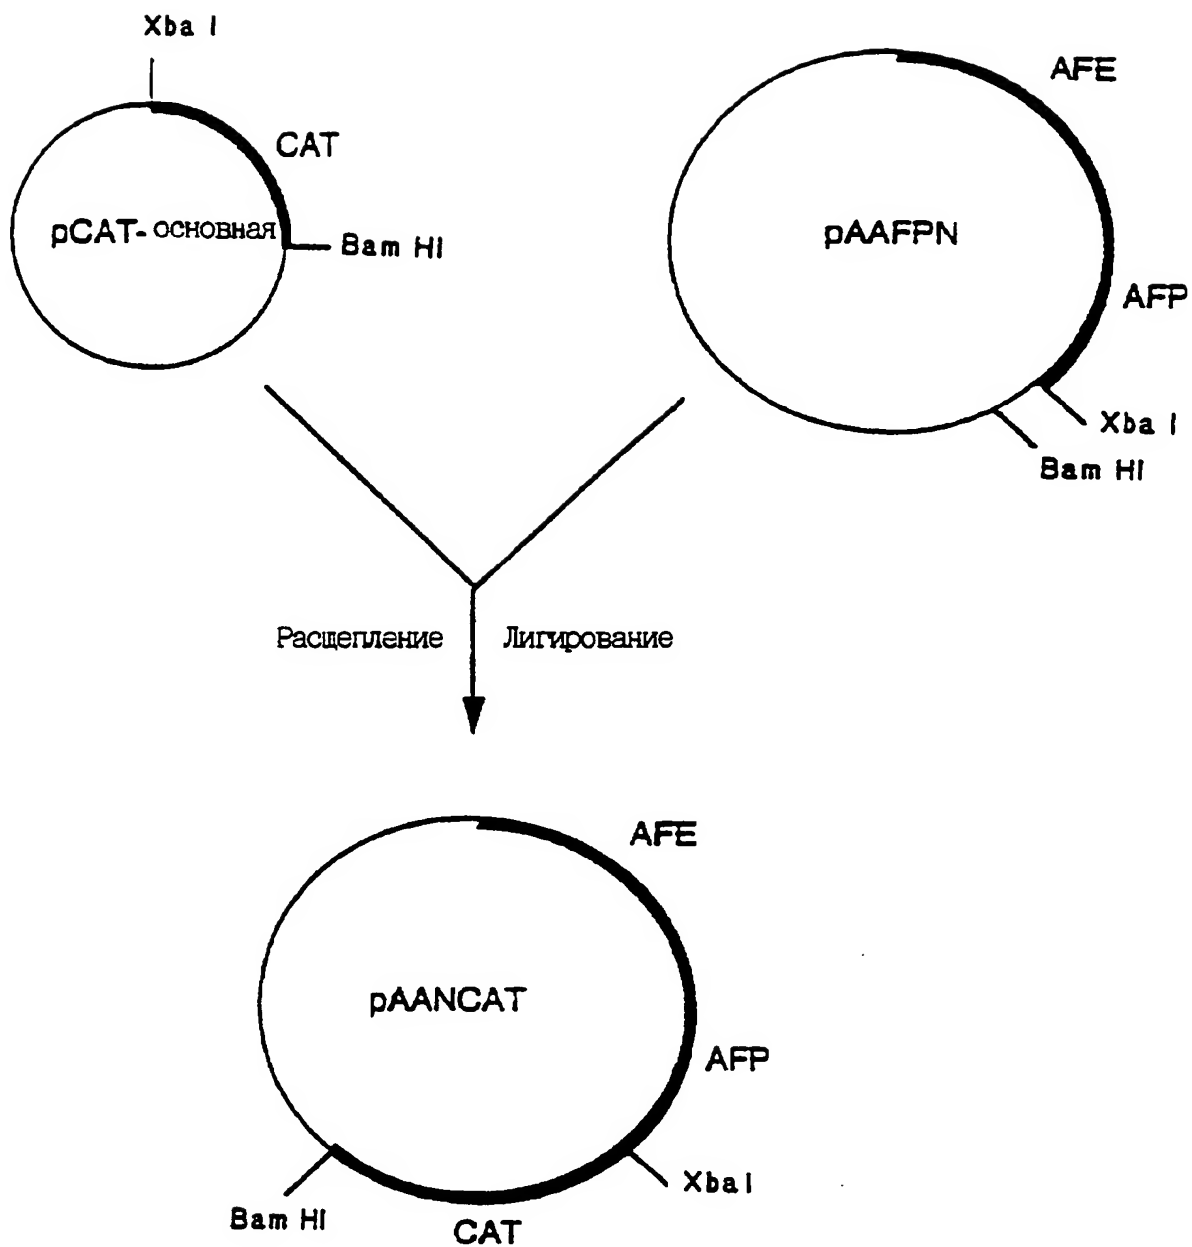 Xba I
CAT
pCAT- основная
Bam HI
AFE
pAAFPN
AFP
Xba I
Bam HI
Расщепление
Лигирование
AFE
pAANCAT
AFP
Xba I
Bam HI
CAT